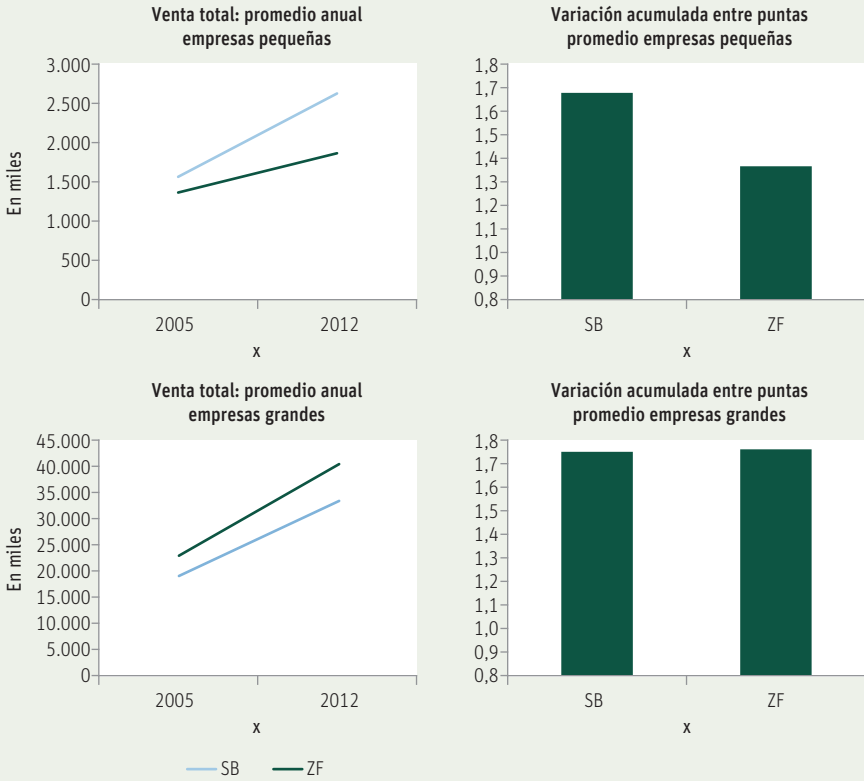 Venta total: promedio anual
empresas pequeñas
En miles
3.000
2.500
2.000
1.500
1.000
500
0
2005 2012
x
Variación acumulada entre puntas
promedio empresas pequeñas
1,8
1,7
1,6
1,5
1,4
1,3
1,2
1,1
1,0
0,9
0,8
SB ZF
x
Venta total: promedio anual
empresas grandes
En miles
45.000
40.000
35.000
30.000
25.000
20.000
15.000
10.000
5.000
0
2005 2012
x
Variación acumulada entre puntas
promedio empresas grandes
1,8
1,7
1,6
1,5
1,4
1,3
1,2
1,1
1,0
0,9
0,8
SB ZF
x
SB ZF